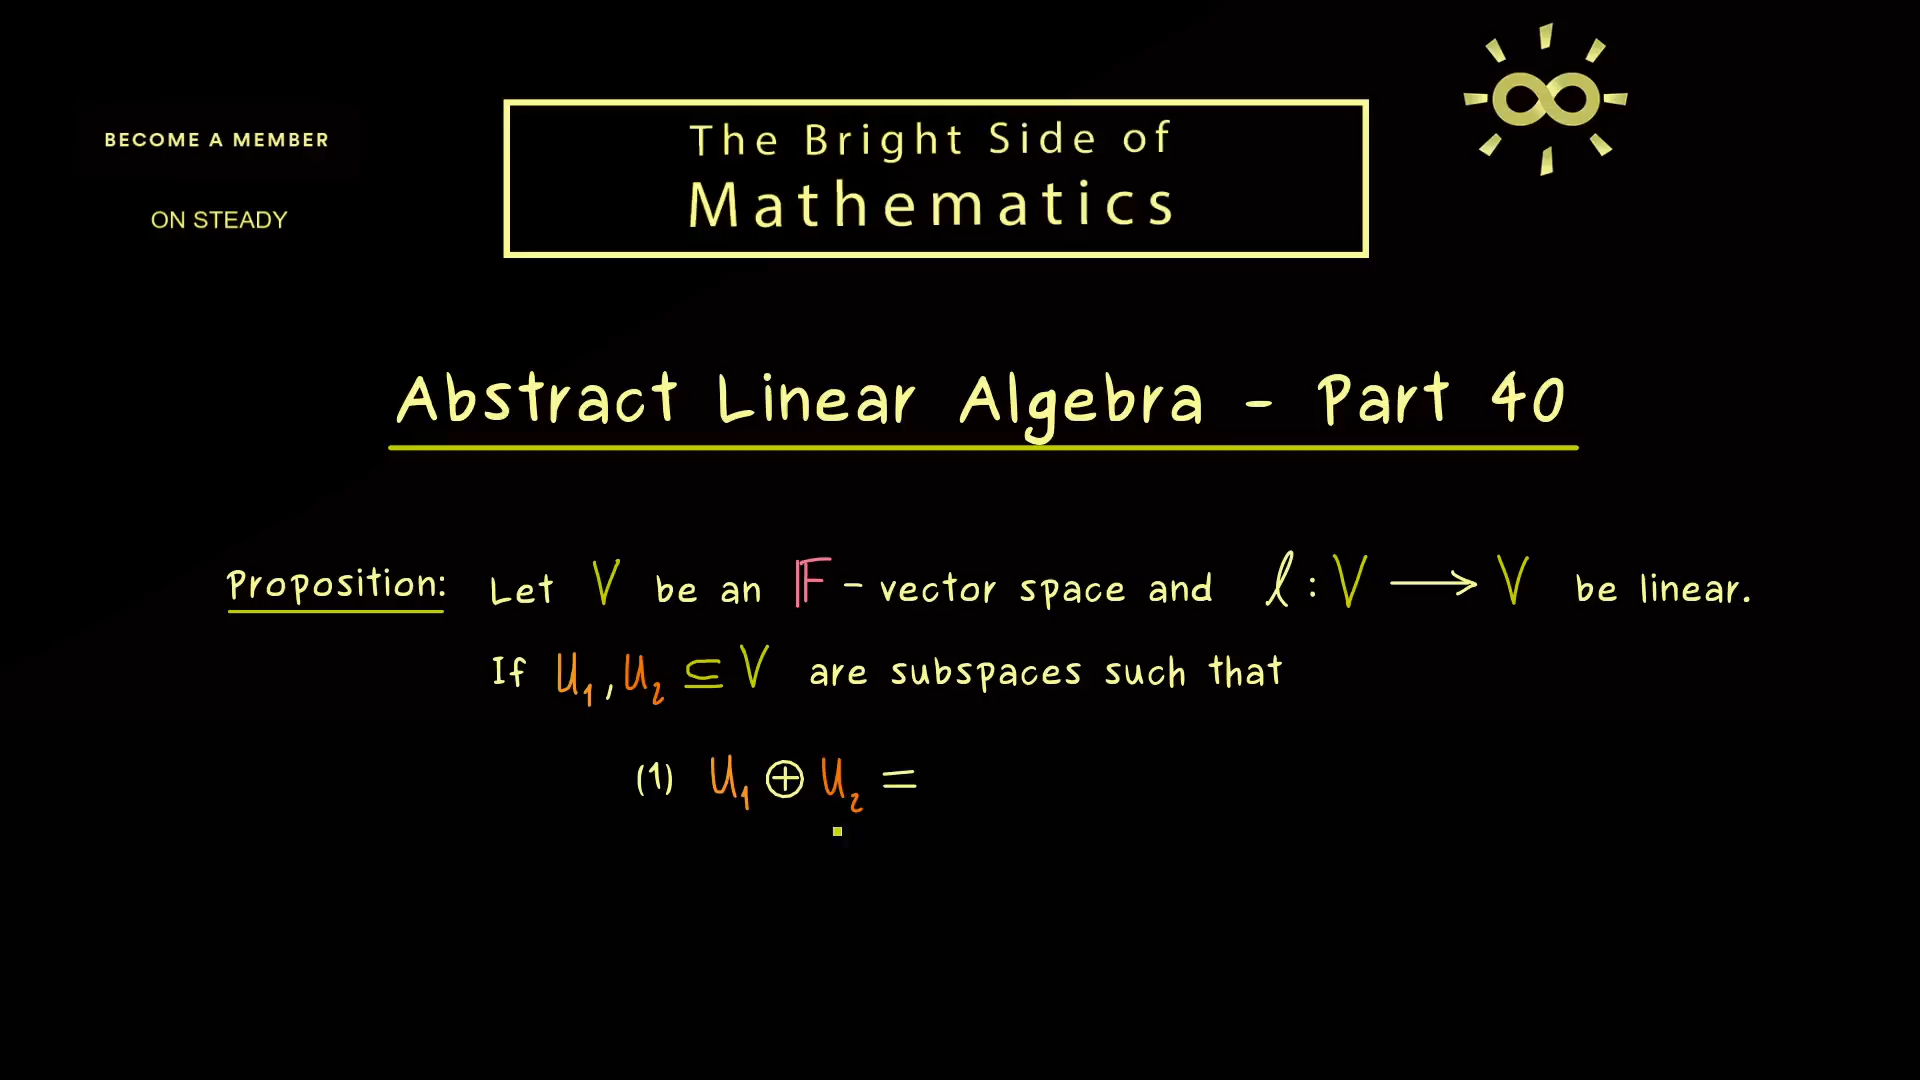 BECOME A MEMBER
ON STEADY
The Bright Side of
Mathematics
Abstract Linear Algebra - Part 40
Proposition: Let V be an 𝔽-vector space and ℓ : V ⟶ V be linear.
If U₁, U₂ ⊆ V are subspaces such that
(1) U₁ ⊕ U₂ =